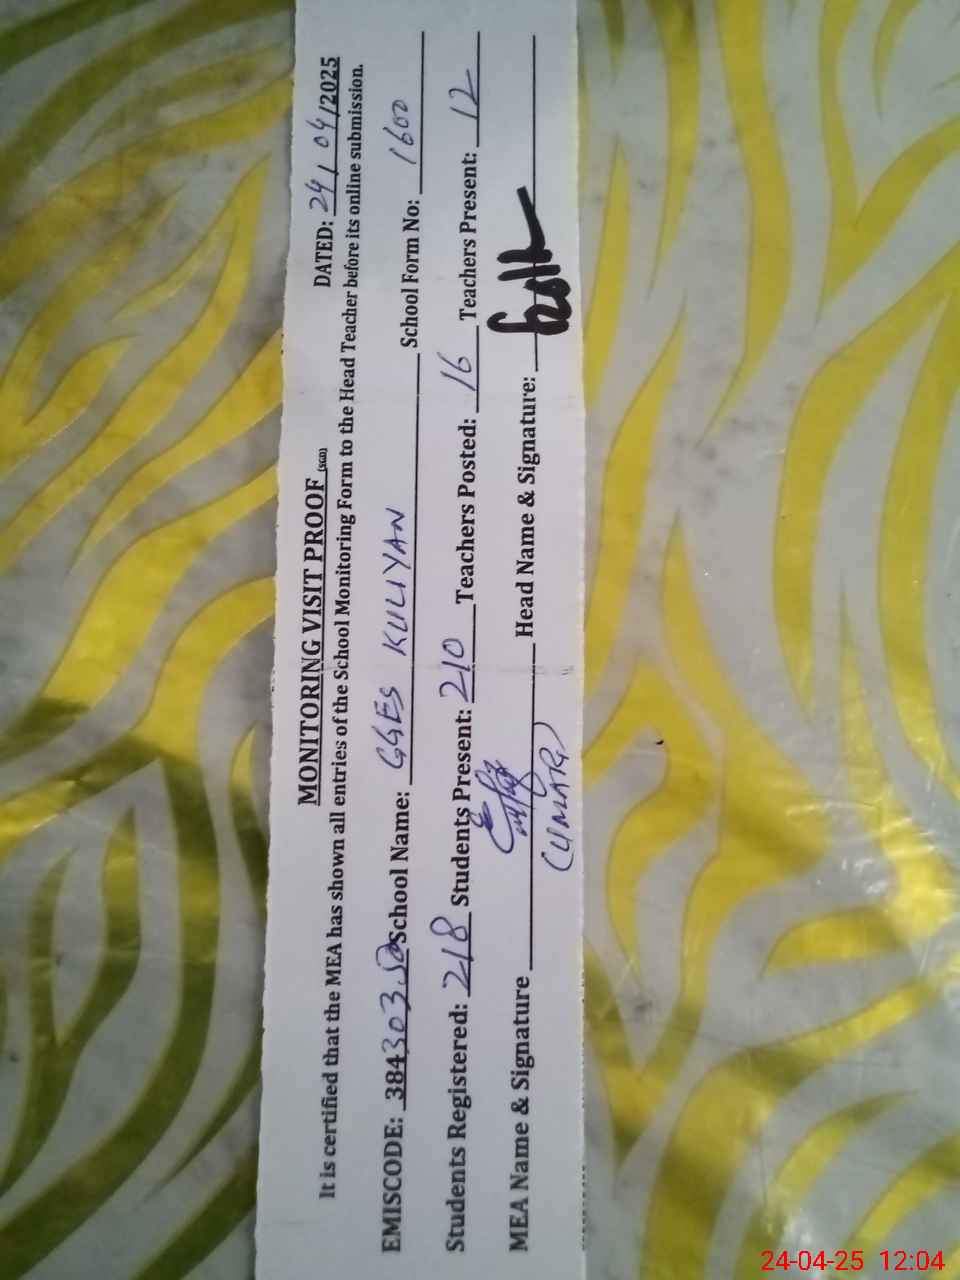 MONITORING VISIT PROOF (SGD)
DATED: 24/04/2025
It is certified that the MEA has shown all entries of the School Monitoring Form to the Head Teacher before its online submission.
EMISCODE: 38430350 School Name: GGES KULIYAN School Form No: 1600
Students Registered: 218 Students Present: 210 Teachers Posted: 16 Teachers Present: 12
MEA Name & Signature Head Name & Signature:
(UMAR)
24-04-25 12:04